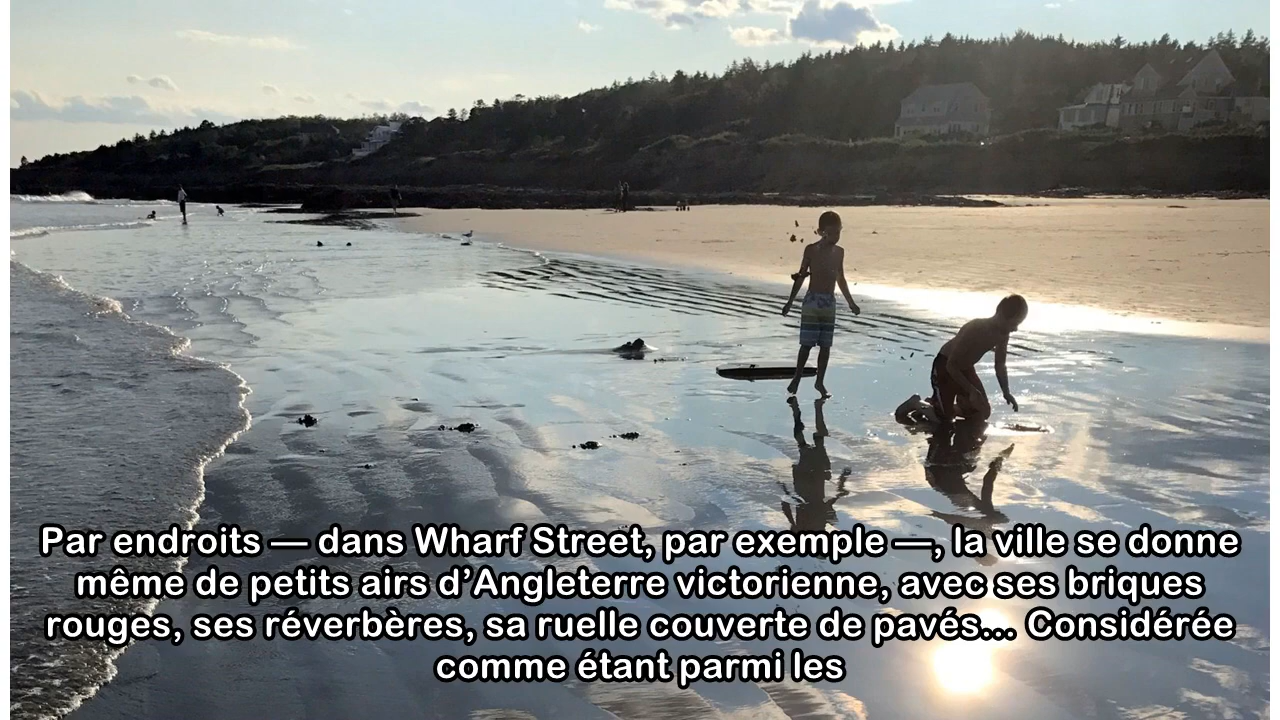 Par endroits — dans Wharf Street, par exemple —, la ville se donne
même de petits airs d’Angleterre victorienne, avec ses briques
rouges, ses réverbères, sa ruelle couverte de pavés... Considérée
comme étant parmi les